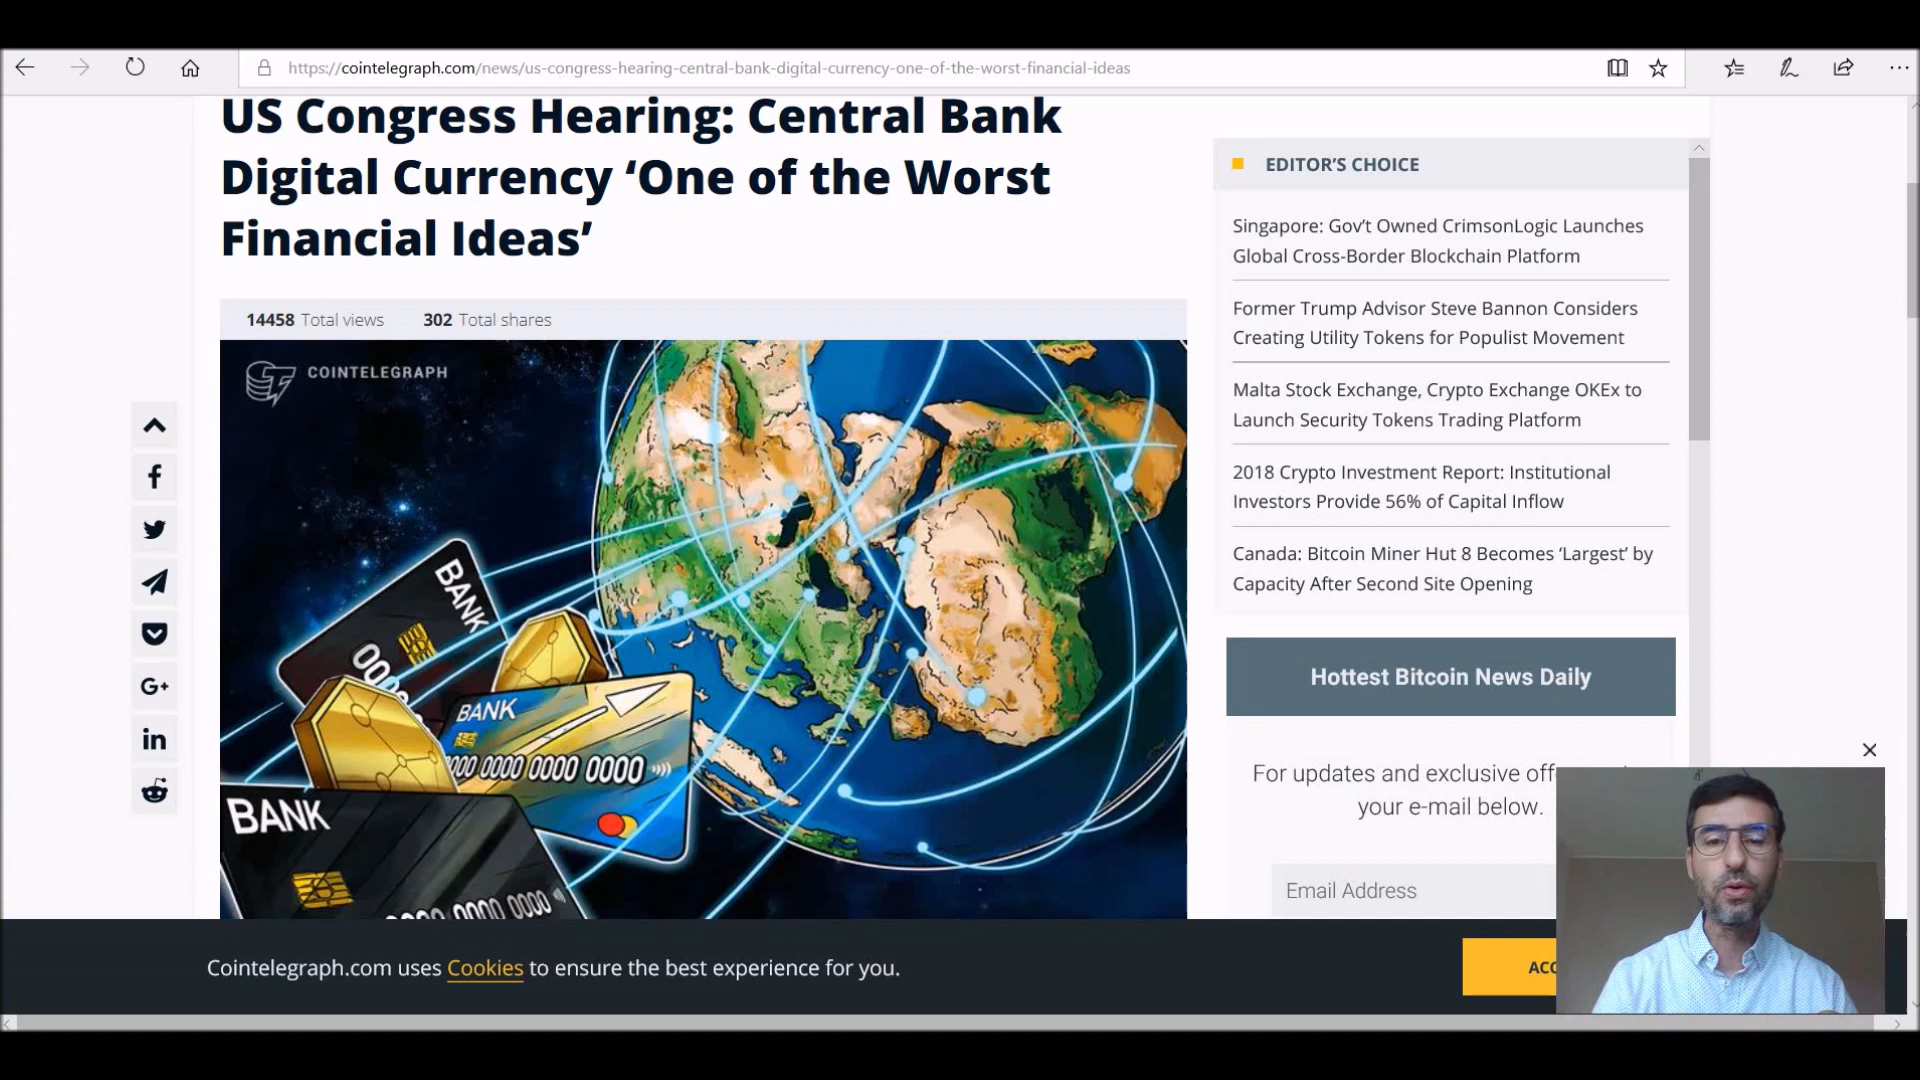 https://cointelegraph.com/news/us-congress-hearing-central-bank-digital-currency-one-of-the-worst-financial-ideas
US Congress Hearing: Central Bank
Digital Currency ‘One of the Worst
Financial Ideas’
14458 Total views 302 Total shares
COINTELEGRAPH
BANK
BANK
0000 0000 0000
BANK
0000 0000
G+
in
EDITOR’S CHOICE
Singapore: Gov’t Owned CrimsonLogic Launches
Global Cross-Border Blockchain Platform
Former Trump Advisor Steve Bannon Considers
Creating Utility Tokens for Populist Movement
Malta Stock Exchange, Crypto Exchange OKEx to
Launch Security Tokens Trading Platform
2018 Crypto Investment Report: Institutional
Investors Provide 56% of Capital Inflow
Canada: Bitcoin Miner Hut 8 Becomes ‘Largest’ by
Capacity After Second Site Opening
Hottest Bitcoin News Daily
For updates and exclusive
your e-mail below.
Email Address
Cointelegraph.com uses Cookies to ensure the best experience for you.